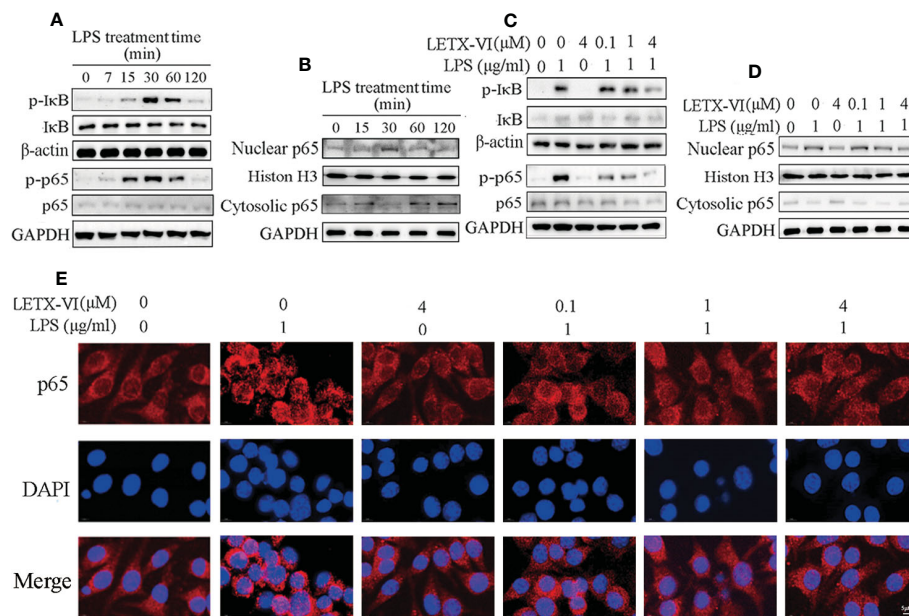 A
LPS treatment time
(min)
0 7 15 30 60 120
p-IκB
IκB
β-actin
p-p65
p65
GAPDH
B
LPS treatment time
(min)
0 15 30 60 120
Nuclear p65
Histon H3
Cytosolic p65
GAPDH
C
LETX-VI(μM) 0 0 4 0.1 1 4
LPS (μg/ml) 0 1 0 1 1 1
p-IκB
IκB
β-actin
p-p65
p65
GAPDH
D
LETX-VI(μM) 0 0 4 0.1 1 4
LPS (μg/ml) 0 1 0 1 1 1
Nuclear p65
Histon H3
Cytosolic p65
GAPDH
E
LETX-VI(μM) 0 0 4 0.1 1 4
LPS (μg/ml) 0 1 0 1 1 1
p65
DAPI
Merge